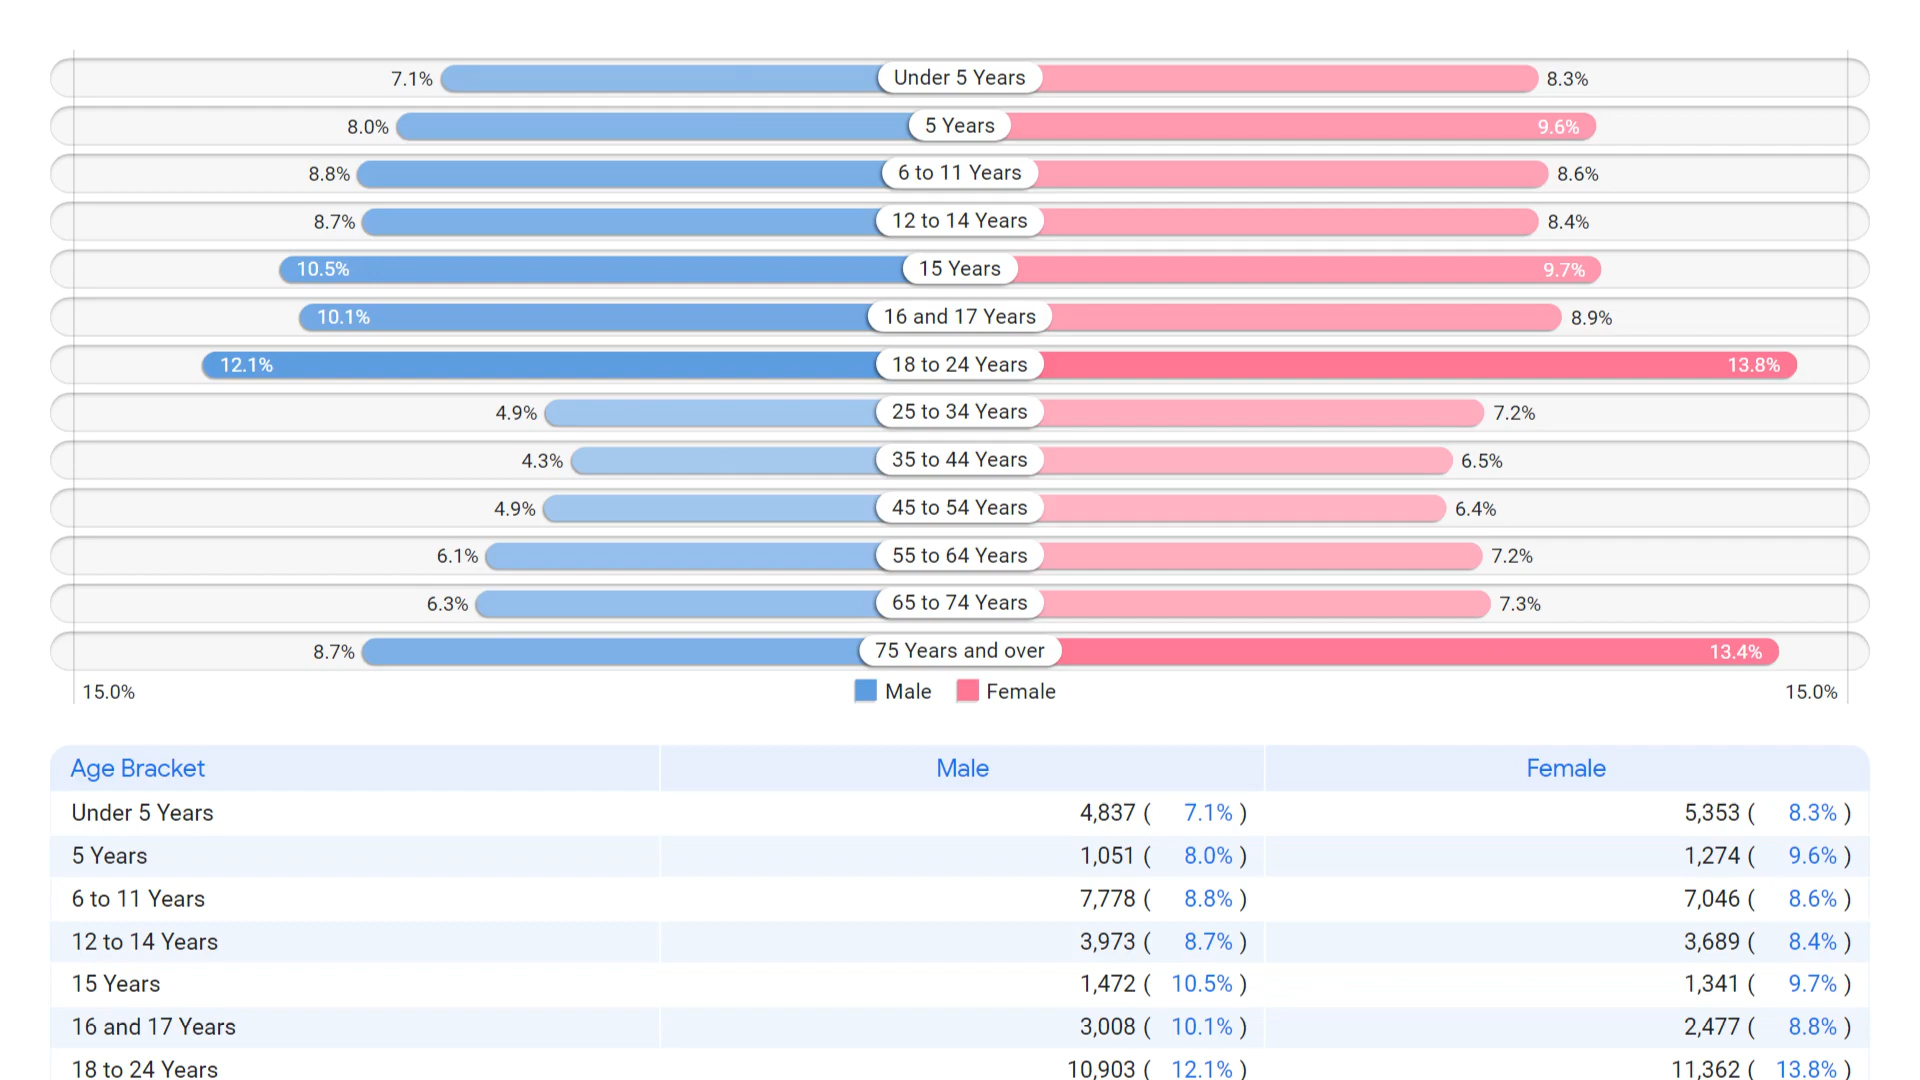 7.1% Under 5 Years 8.3%
8.0% 5 Years 9.6%
8.8% 6 to 11 Years 8.6%
8.7% 12 to 14 Years 8.4%
10.5% 15 Years 9.7%
10.1% 16 and 17 Years 8.9%
12.1% 18 to 24 Years 13.8%
4.9% 25 to 34 Years 7.2%
4.3% 35 to 44 Years 6.5%
4.9% 45 to 54 Years 6.4%
6.1% 55 to 64 Years 7.2%
6.3% 65 to 74 Years 7.3%
8.7% 75 Years and over 13.4%
15.0% Male Female 15.0%
Age Bracket Male Female
Under 5 Years 4,837 ( 7.1% ) 5,353 ( 8.3% )
5 Years 1,051 ( 8.0% ) 1,274 ( 9.6% )
6 to 11 Years 7,778 ( 8.8% ) 7,046 ( 8.6% )
12 to 14 Years 3,973 ( 8.7% ) 3,689 ( 8.4% )
15 Years 1,472 ( 10.5% ) 1,341 ( 9.7% )
16 and 17 Years 3,008 ( 10.1% ) 2,477 ( 8.8% )
18 to 24 Years 10,903 ( 12.1% ) 11,362 ( 13.8% )